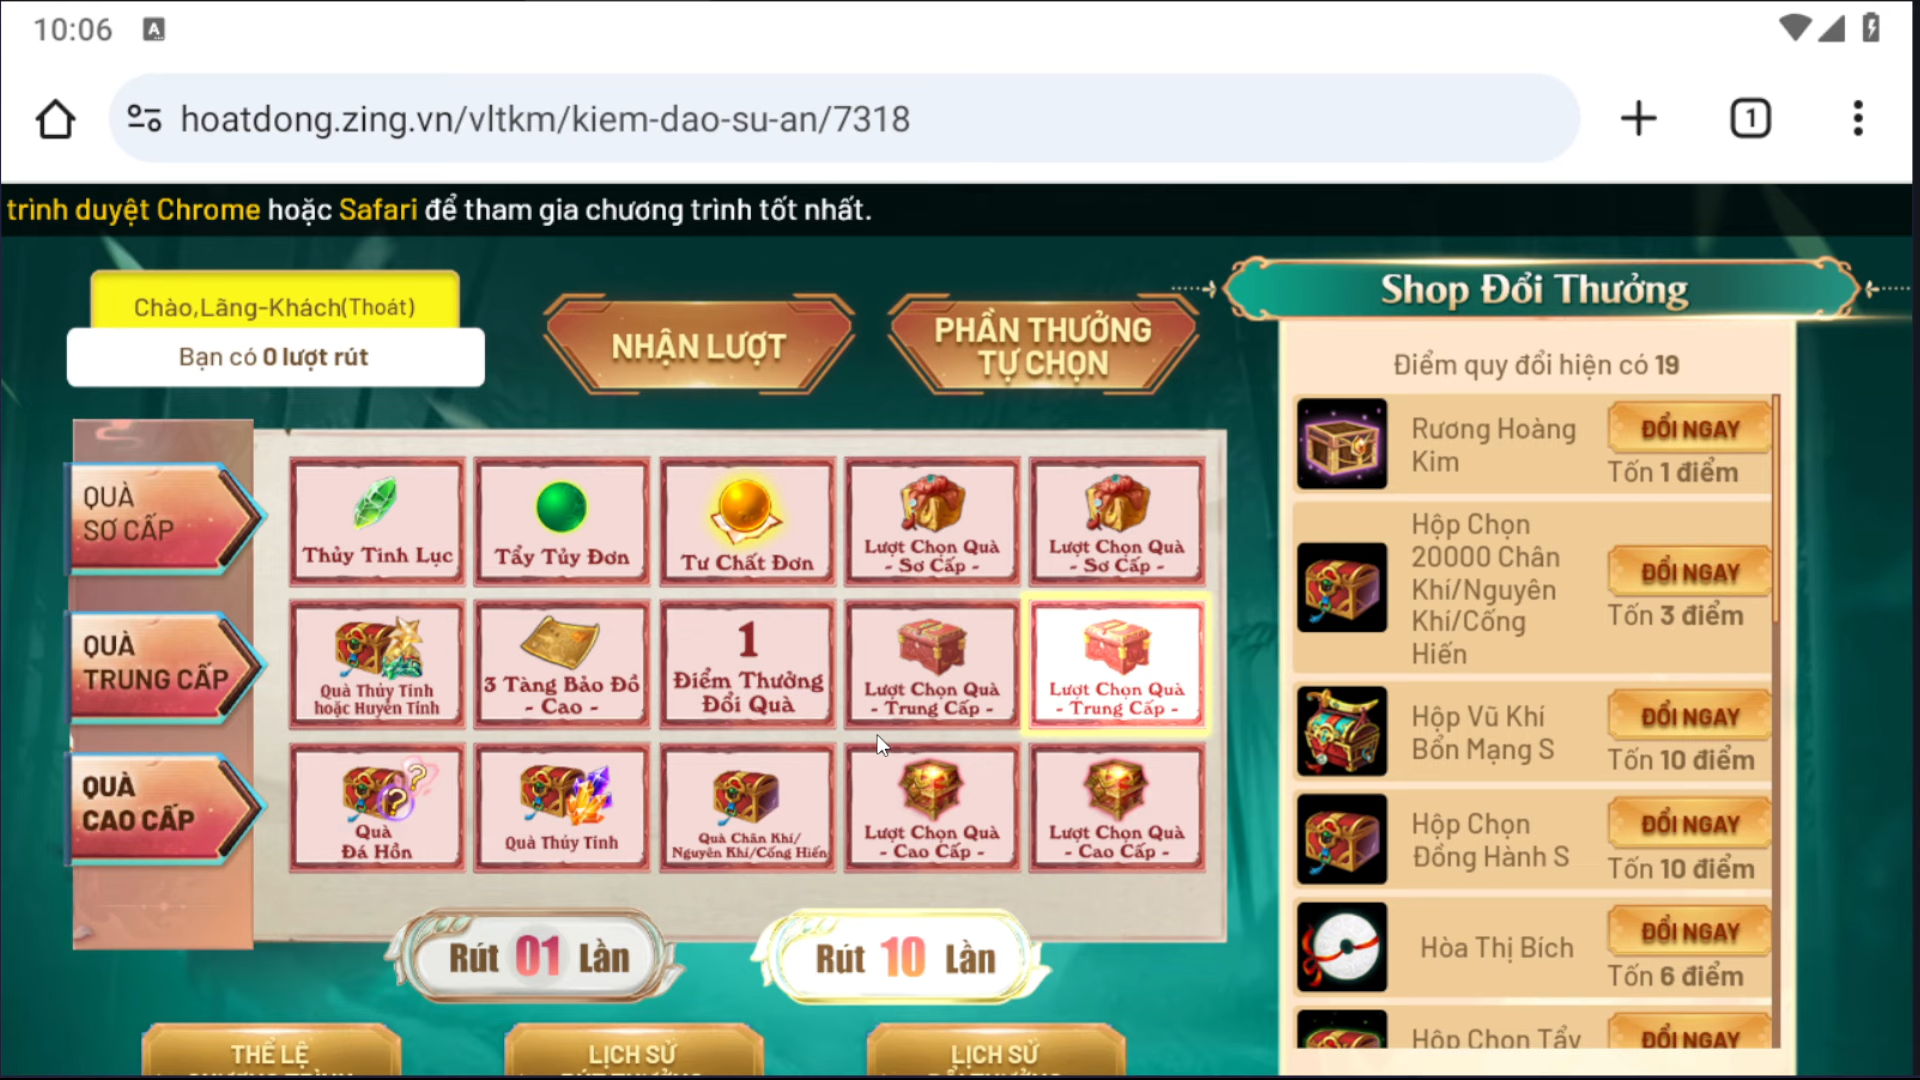 10:06
A
hoatdong.zing.vn/vltkm/kiem-dao-su-an/7318
1
trình duyệt Chrome hoặc Safari để tham gia chương trình tốt nhất.
Chào,Lãng-Khách(Thoát)
Bạn có 0 lượt rút
NHẬN LƯỢT
PHẦN THƯỞNG
TỰ CHỌN
QUÀ
SƠ CẤP
QUÀ
TRUNG CẤP
QUÀ
CAO CẤP
Thủy Tinh Lục
Tẩy Tủy Đơn
Tư Chất Đơn
Lượt Chọn Quà
- Sơ Cấp -
Lượt Chọn Quà
- Sơ Cấp -
Quà Thủy Tinh
hoặc Huyền Tinh
3 Tàng Bảo Đồ
- Cao -
1
Điểm Thưởng
Đổi Quà
Lượt Chọn Quà
- Trung Cấp -
Lượt Chọn Quà
- Trung Cấp -
Quà
Đá Hồn
Quà Thủy Tinh
Quà Chân Khí/
Nguyên Khí/Cống Hiến
Lượt Chọn Quà
- Cao Cấp -
Lượt Chọn Quà
- Cao Cấp -
Rút 01 Lần
Rút 10 Lần
THỂ LỆ
LỊCH SỬ
LỊCH SỬ
Shop Đổi Thưởng
Điểm quy đổi hiện có 19
Rương Hoàng
Kim
ĐỔI NGAY
Tốn 1 điểm
Hộp Chọn
20000 Chân
Khí/Nguyên
Khí/Cống
Hiến
ĐỔI NGAY
Tốn 3 điểm
Hộp Vũ Khí
Bổn Mạng S
ĐỔI NGAY
Tốn 10 điểm
Hộp Chọn
Đồng Hành S
ĐỔI NGAY
Tốn 10 điểm
Hòa Thị Bích
ĐỔI NGAY
Tốn 6 điểm
Hộp Chọn Tẩy
ĐỔI NGAY